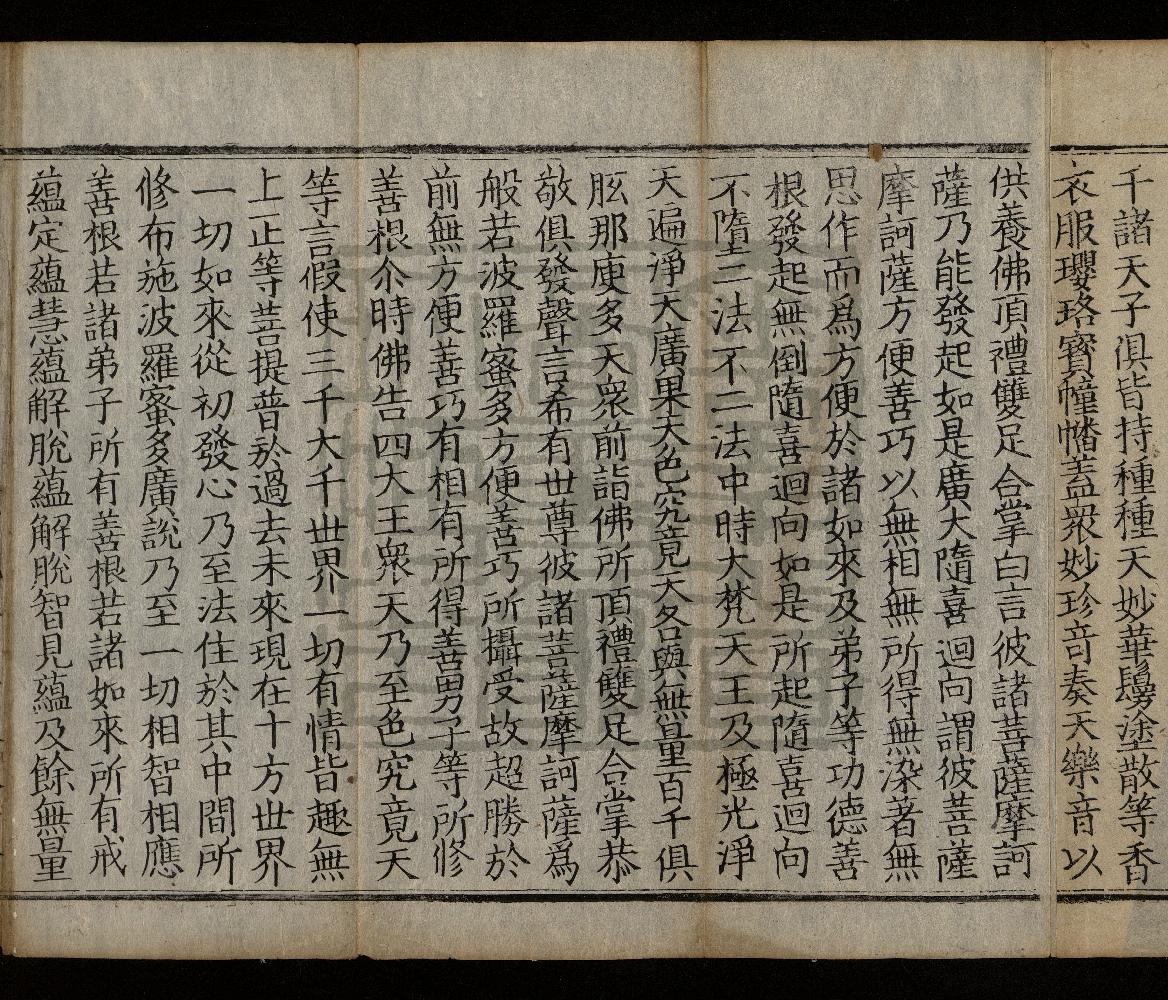 千諸天子俱皆持種種天妙華鬘塗散等香
衣服瓔珞寶幢幡蓋衆妙珍奇奏天樂音以
供養佛頂禮雙足合掌白言彼諸菩薩摩訶
薩乃能發起如是廣大隨喜迴向謂彼菩薩
摩訶薩方便善巧以無相無所得無染著無
思作而爲方便於諸如來及弟子等功德善
根發起無倒隨喜迴向如是所起隨喜迴向
不墮二法不二法中時大梵天王及極光淨
天遍淨天廣果天色究竟天各與無量百千俱
胝那庾多天衆前詣佛所頂禮雙足合掌恭
敬俱發聲言希有世尊彼諸菩薩摩訶薩爲
般若波羅蜜多方便善巧所攝受故超勝於
前無方便善巧有相有所得善男子等所修
善根尒時佛告四大王衆天乃至色究竟天
等言假使三千大千世界一切有情皆趣無
上正等菩提普於過去未來現在十方世界
一切如來從初發心乃至法住於其中間所
修布施波羅蜜多廣說乃至一切相智相應
善根若諸弟子所有善根若諸如來所有戒
蘊定蘊慧蘊解脫蘊解脫智見蘊及餘無量